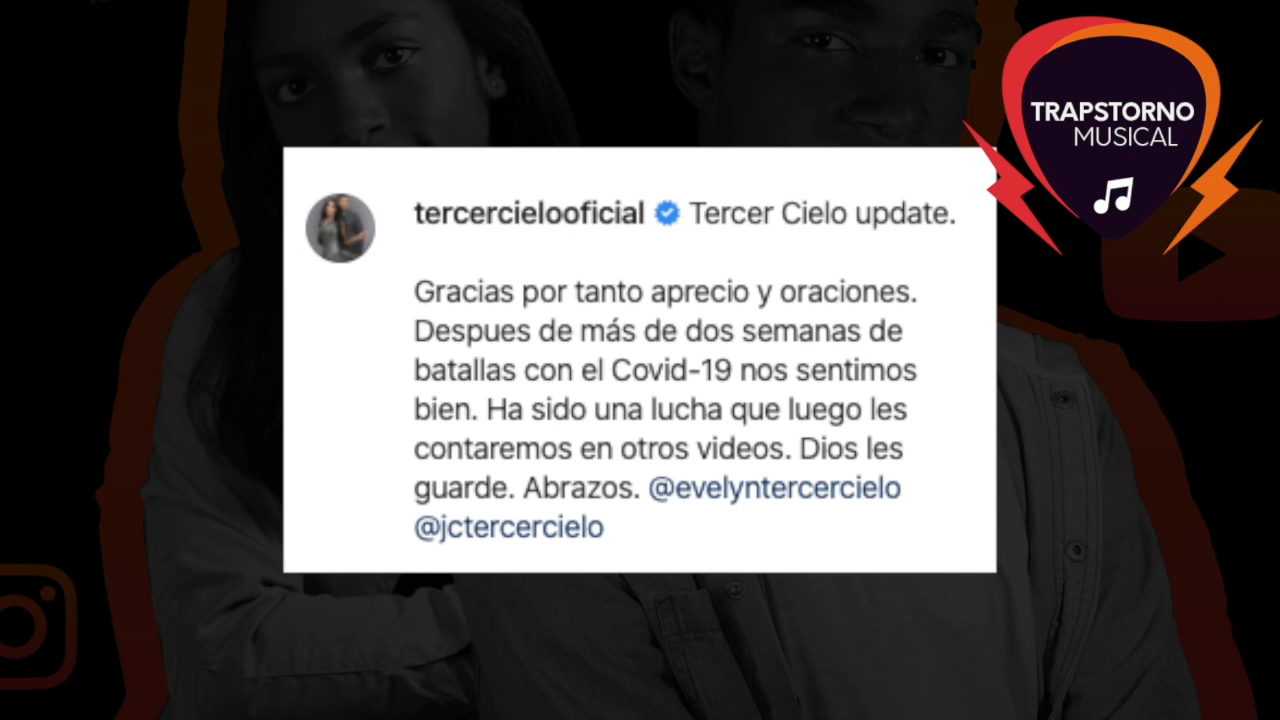 TRAPSTORNO
MUSICAL
tercercielooficial Tercer Cielo update.
Gracias por tanto aprecio y oraciones.
Despues de más de dos semanas de
batallas con el Covid-19 nos sentimos
bien. Ha sido una lucha que luego les
contaremos en otros videos. Dios les
guarde. Abrazos. @evelyntercercielo
@jctercercielo